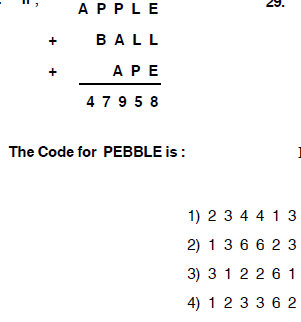 If ,
29.
A P P L E
+ B A L L
+ A P E
4 7 9 5 8
The Code for PEBBLE is :
1) 2 3 4 4 1 3
2) 1 3 6 6 2 3
3) 3 1 2 2 6 1
4) 1 2 3 3 6 2